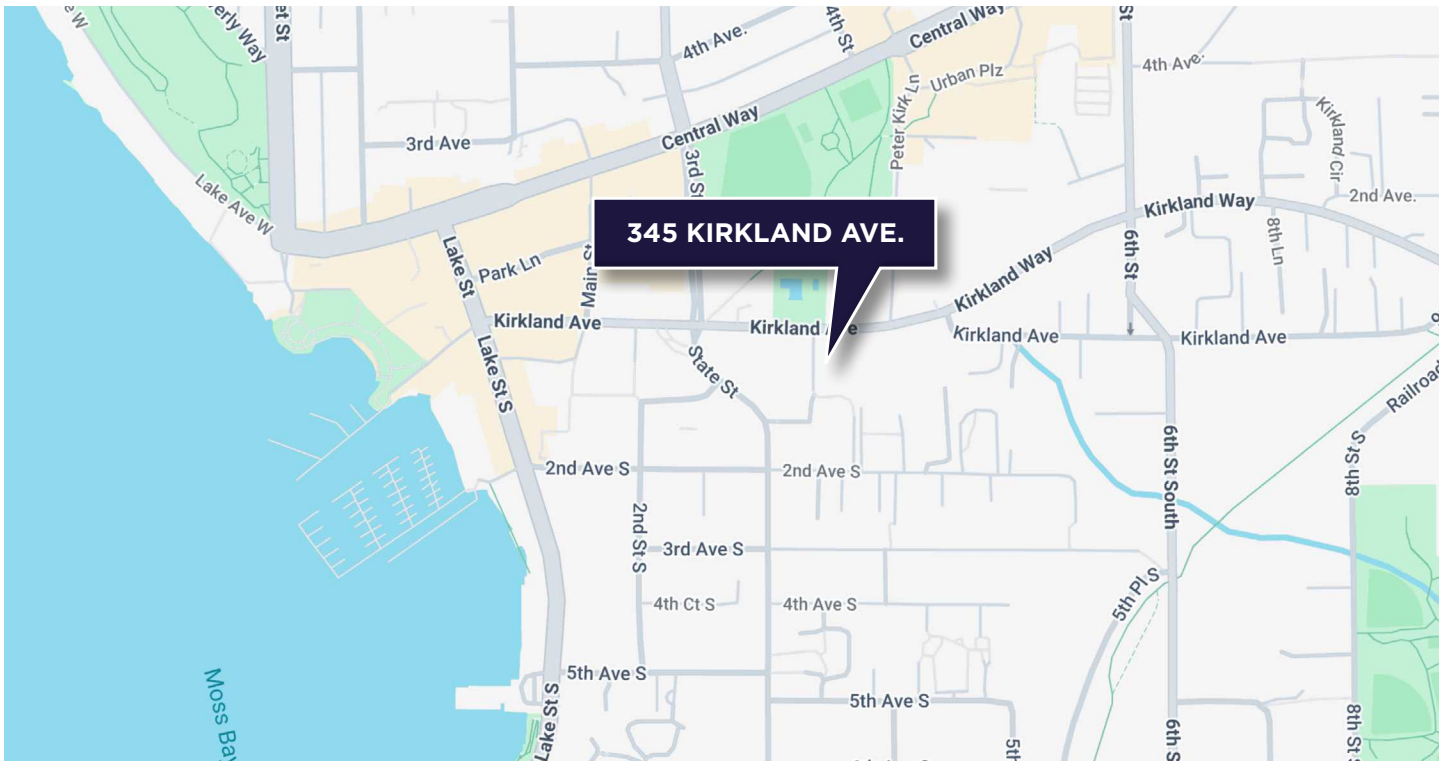 4th Ave.
4th St
Central Way
4th Ave.
Urban Plz
Peter Kirk Ln
Kirkland Cir
3rd Ave
Central Way
3rd St
Lake Ave W
2nd Ave.
Kirkland Way
8th Ln
6th St
345 KIRKLAND AVE.
Lake St
Park Ln
Main St
Kirkland Way
Kirkland Ave
Kirkland
Kirkland Ave
Kirkland Ave
State St
Lake St S
Railroad
6th St South
8th St S
2nd Ave S
2nd Ave S
2nd St S
3rd Ave S
4th Ct S
4th Ave S
5th Pl S
5th Ave S
5th Ave S
Moss Bay
Lake St S
5th
6th S
8th St S